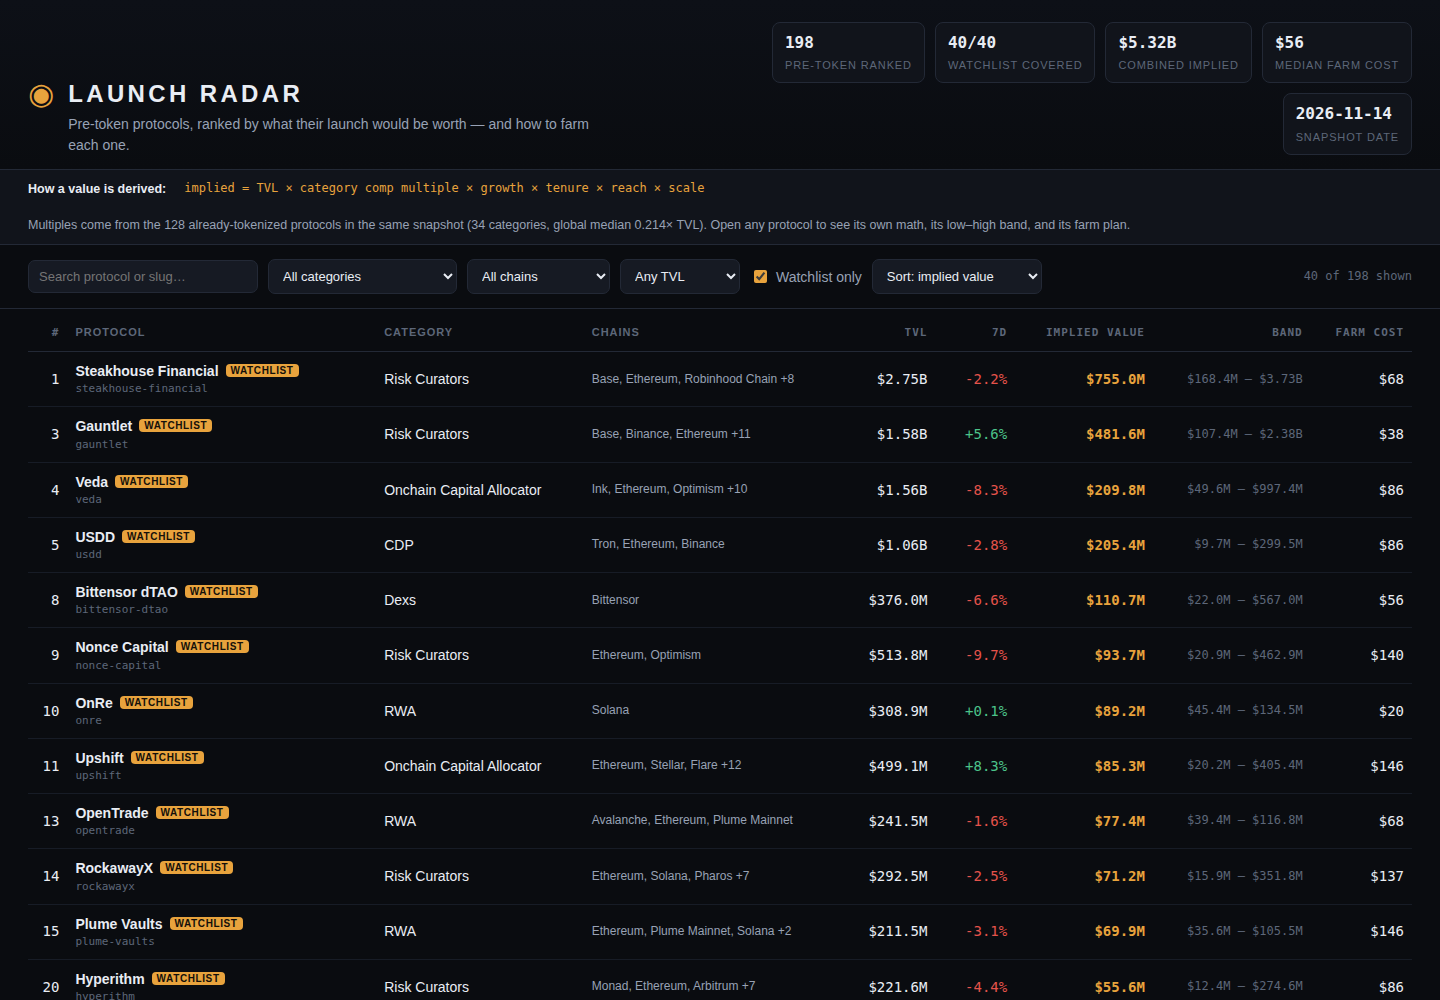 198
PRE-TOKEN RANKED
40/40
WATCHLIST COVERED
$5.32B
COMBINED IMPLIED
$56
MEDIAN FARM COST
2026-11-14
SNAPSHOT DATE
LAUNCH RADAR
Pre-token protocols, ranked by what their launch would be worth — and how to farm
each one.
How a value is derived: implied = TVL × category comp multiple × growth × tenure × reach × scale
Multiples come from the 128 already-tokenized protocols in the same snapshot (34 categories, global median 0.214× TVL). Open any protocol to see its own math, its low–high band, and its farm plan.
Search protocol or slug… All categories All chains Any TVL Watchlist only Sort: implied value 40 of 198 shown
# PROTOCOL CATEGORY CHAINS TVL 7D IMPLIED VALUE BAND FARM COST
1 Steakhouse Financial WATCHLIST Risk Curators Base, Ethereum, Robinhood Chain +8 $2.75B -2.2% $755.0M $168.4M — $3.73B $68
steakhouse-financial
3 Gauntlet WATCHLIST Risk Curators Base, Binance, Ethereum +11 $1.58B +5.6% $481.6M $107.4M — $2.38B $38
gauntlet
4 Veda WATCHLIST Onchain Capital Allocator Ink, Ethereum, Optimism +10 $1.56B -8.3% $209.8M $49.6M — $997.4M $86
veda
5 USDD WATCHLIST CDP Tron, Ethereum, Binance $1.06B -2.8% $205.4M $9.7M — $299.5M $86
usdd
8 Bittensor dTAO WATCHLIST Dexs Bittensor $376.0M -6.6% $110.7M $22.0M — $567.0M $56
bittensor-dtao
9 Nonce Capital WATCHLIST Risk Curators Ethereum, Optimism $513.8M -9.7% $93.7M $20.9M — $462.9M $140
nonce-capital
10 OnRe WATCHLIST RWA Solana $308.9M +0.1% $89.2M $45.4M — $134.5M $20
onre
11 Upshift WATCHLIST Onchain Capital Allocator Ethereum, Stellar, Flare +12 $499.1M +8.3% $85.3M $20.2M — $405.4M $146
upshift
13 OpenTrade WATCHLIST RWA Avalanche, Ethereum, Plume Mainnet $241.5M -1.6% $77.4M $39.4M — $116.8M $68
opentrade
14 RockawayX WATCHLIST Risk Curators Ethereum, Solana, Pharos +7 $292.5M -2.5% $71.2M $15.9M — $351.8M $137
rockawayx
15 Plume Vaults WATCHLIST RWA Ethereum, Plume Mainnet, Solana +2 $211.5M -3.1% $69.9M $35.6M — $105.5M $146
plume-vaults
20 Hyperithm WATCHLIST Risk Curators Monad, Ethereum, Arbitrum +7 $221.6M -4.4% $55.6M $12.4M — $274.6M $86
hyperithm